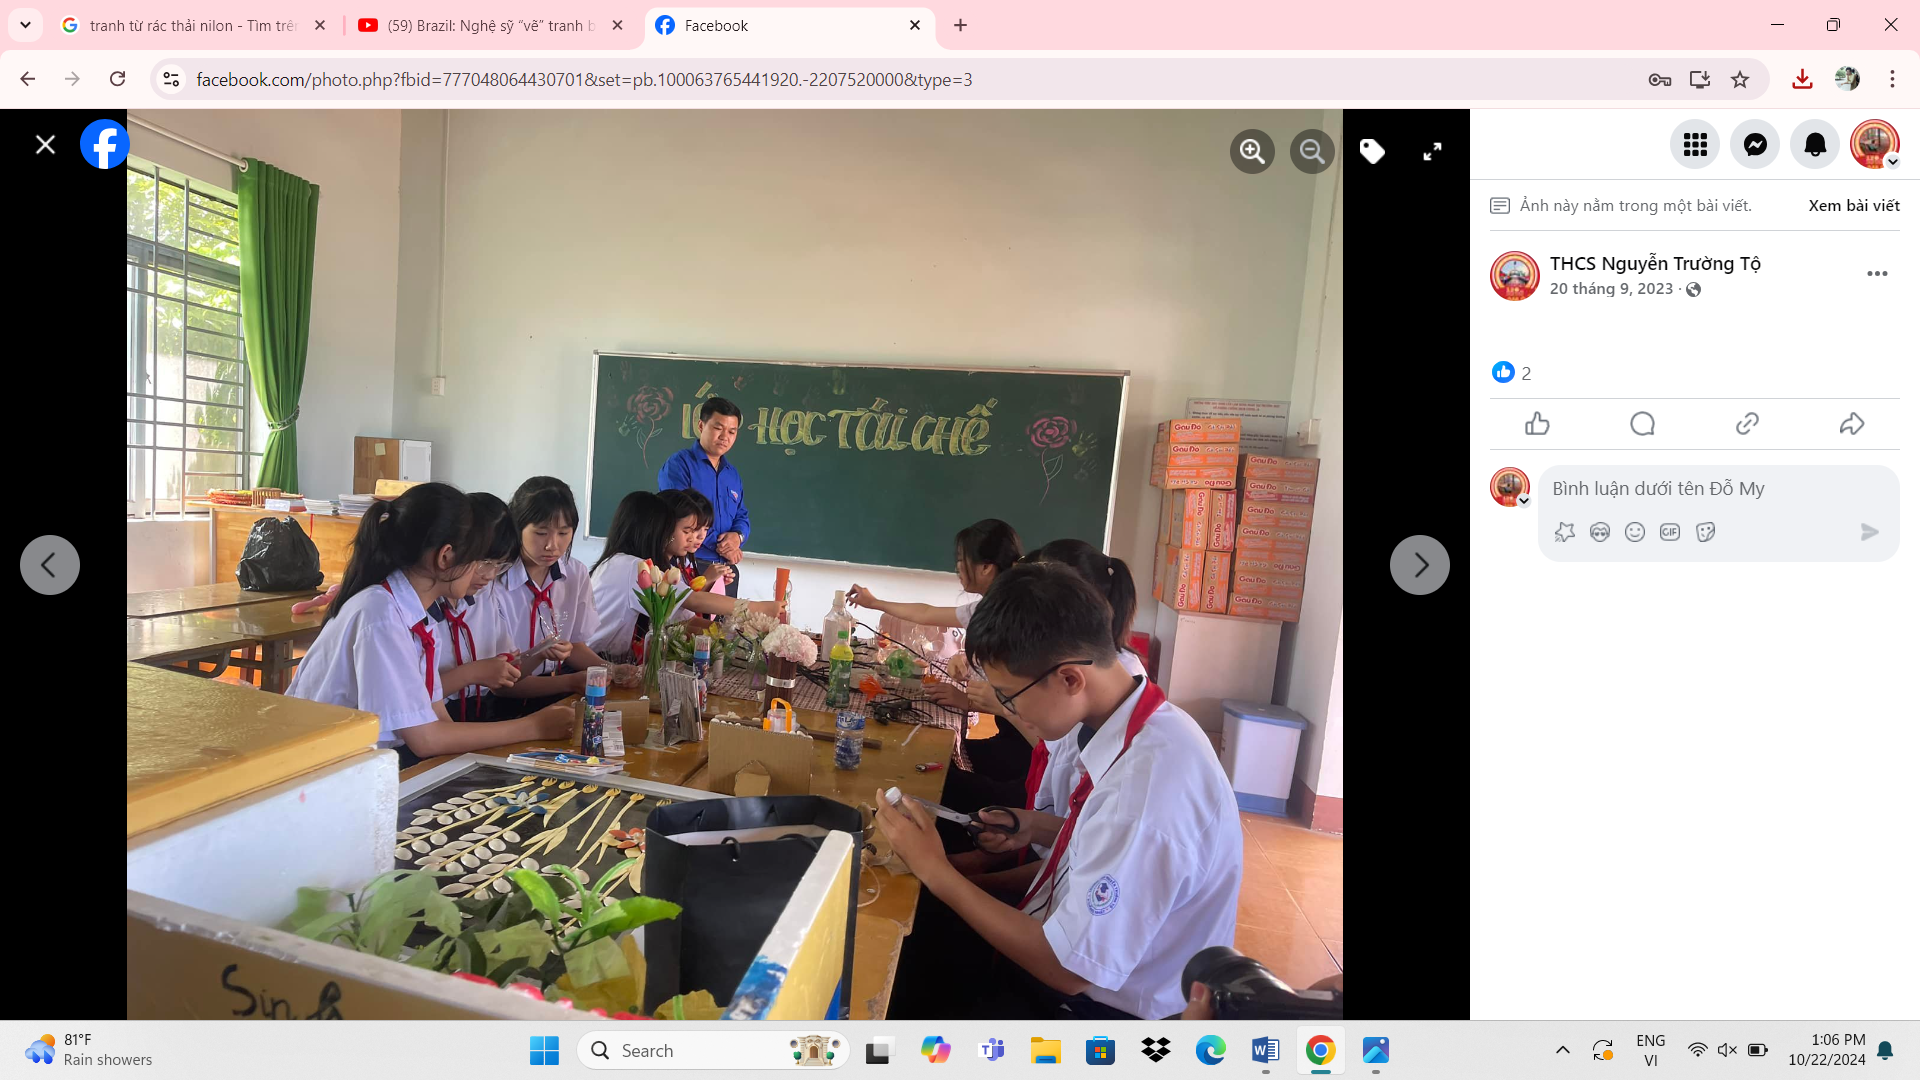 tranh từ rác thải nilon - Tìm trên
(59) Brazil: Nghệ sỹ “vẽ” tranh b
Facebook
facebook.com/photo.php?fbid=777048064430701&set=pb.100063765441920.-2207520000&type=3
Ảnh này nằm trong một bài viết.
Xem bài viết
THCS Nguyễn Trường Tộ
20 tháng 9, 2023 ·
2
Bình luận dưới tên Đỗ My
GIF
HỌC TÁI CHẾ
Gấu Đỏ
81°F
Rain showers
Search
ENG
VI
1:06 PM
10/22/2024